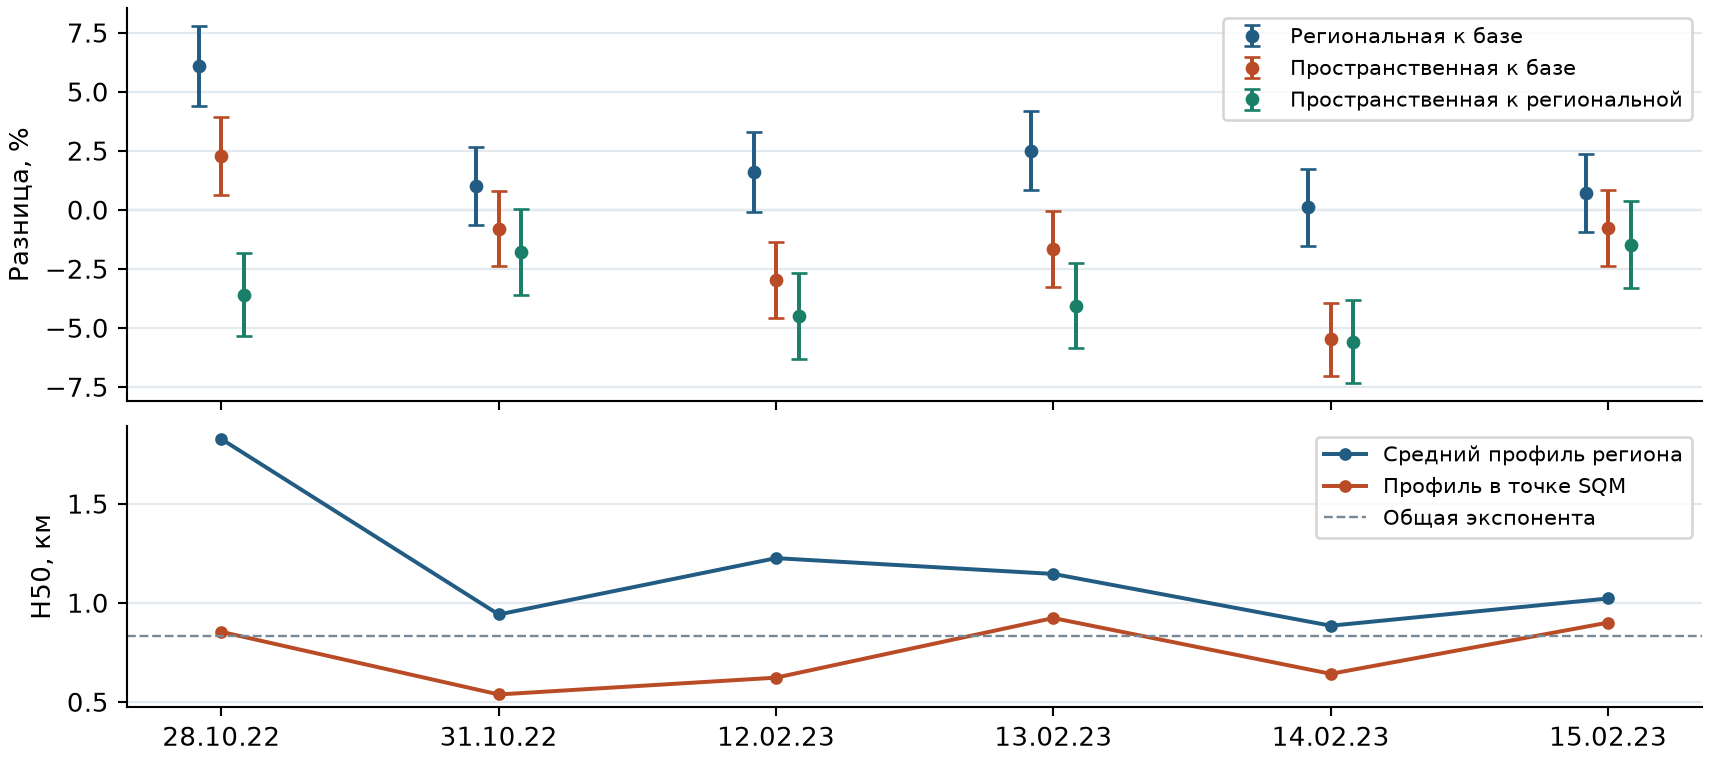 Разница, %
7.5
5.0
2.5
0.0
−2.5
−5.0
−7.5
Региональная к базе
Пространственная к базе
Пространственная к региональной
H50, км
1.5
1.0
0.5
Средний профиль региона
Профиль в точке SQM
Общая экспонента
28.10.22
31.10.22
12.02.23
13.02.23
14.02.23
15.02.23